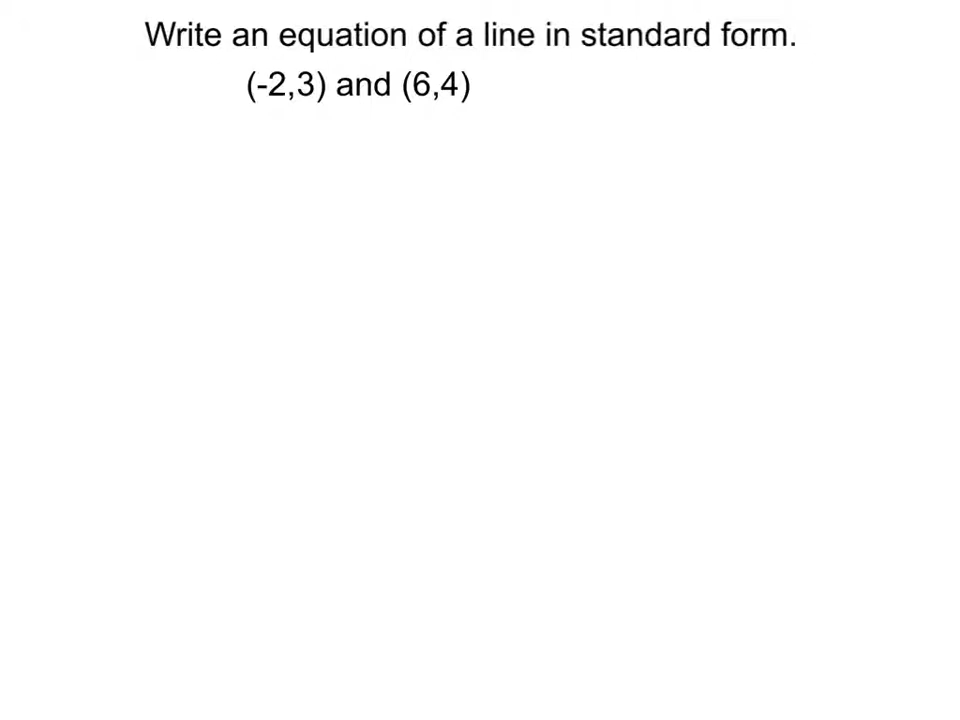 Write an equation of a line in standard form.
(-2,3) and (6,4)